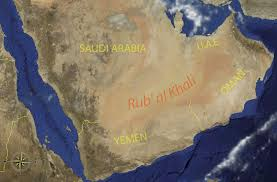 SAUDI ARABIA
U.A.E.
OMAN
Rub' al Khali
YEMEN